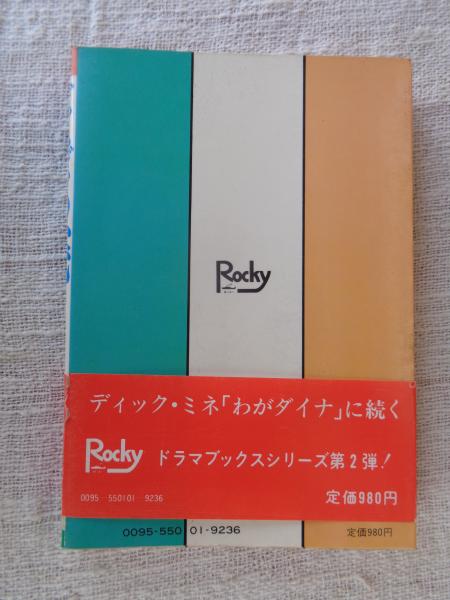 Rocky
ディック・ミネ「わがダイナ」に続く
Rocky ドラマブックスシリーズ第2弾!
0095 550101 9236 定価980円
0095-550 01-9236 定価980円